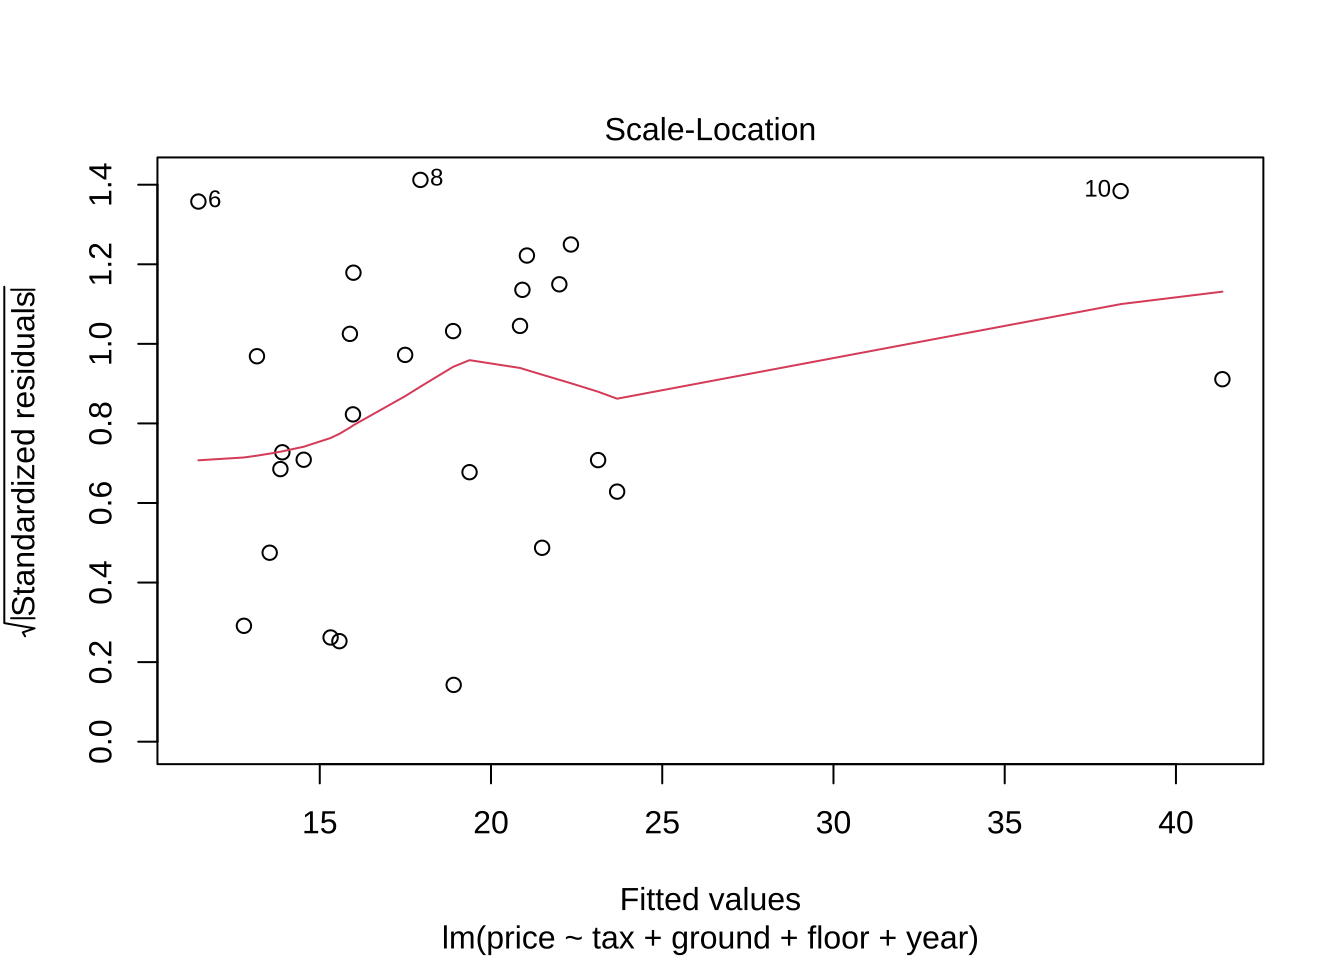 Scale-Location
√|Standardized residuals|
1.4
1.2
1.0
0.8
0.6
0.4
0.2
0.0
6
8
10
15 20 25 30 35 40
Fitted values
lm(price ~ tax + ground + floor + year)